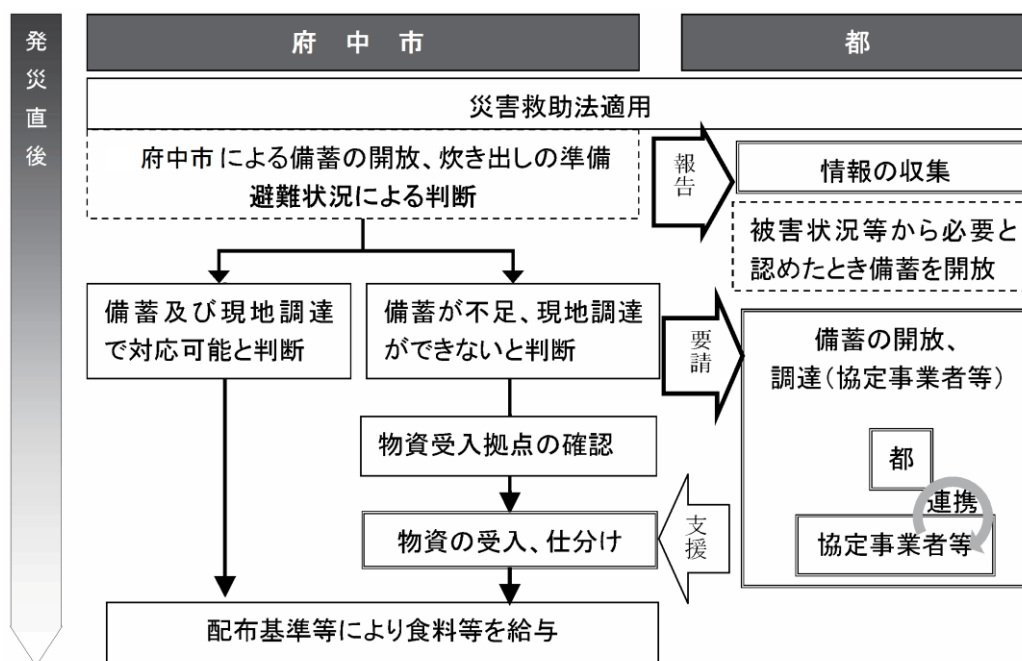 発災直後
府中市
都
災害救助法適用
府中市による備蓄の開放、炊き出しの準備
避難状況による判断
報告
情報の収集
被害状況等から必要と
認めたとき備蓄を開放
備蓄及び現地調達
で対応可能と判断
備蓄が不足、現地調達
ができないと判断
要請
備蓄の開放、
調達（協定事業者等）
物資受入拠点の確認
都
連携
協定事業者等
物資の受入、仕分け
支援
配布基準等により食料等を給与